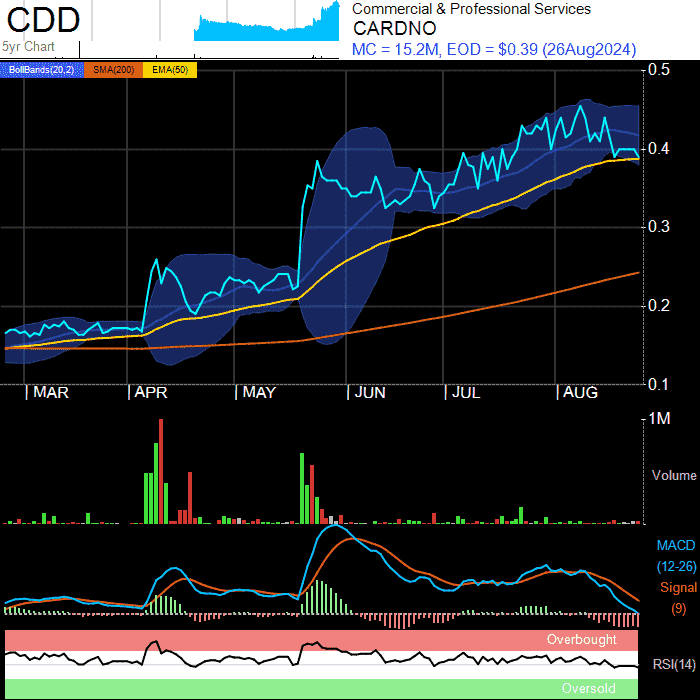 CDD
5yr Chart
Commercial & Professional Services
CARDNO
MC = 15.2M, EOD = $0.39 (26Aug2024)
BollBands(20,2) SMA(200) EMA(50)
0.5
0.4
0.3
0.2
0.1
MAR APR MAY JUN JUL AUG
1M
Volume
MACD
(12-26)
Signal
(9)
Overbought
RSI(14)
Oversold